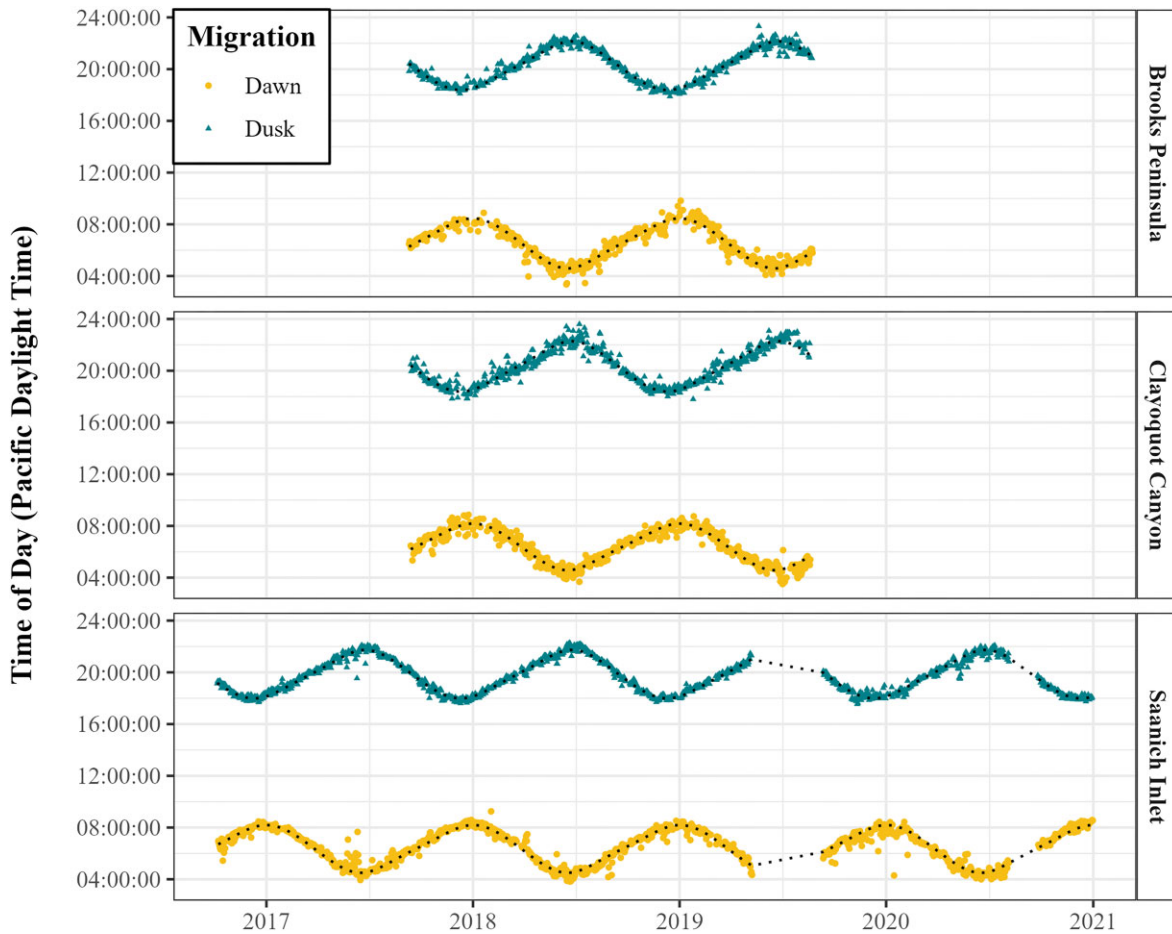 Time of Day (Pacific Daylight Time)
Migration
Dawn
Dusk
24:00:00
20:00:00
16:00:00
12:00:00
08:00:00
04:00:00
Brooks Peninsula
24:00:00
20:00:00
16:00:00
12:00:00
08:00:00
04:00:00
Clayoquot Canyon
24:00:00
20:00:00
16:00:00
12:00:00
08:00:00
04:00:00
Saanich Inlet
2017 2018 2019 2020 2021